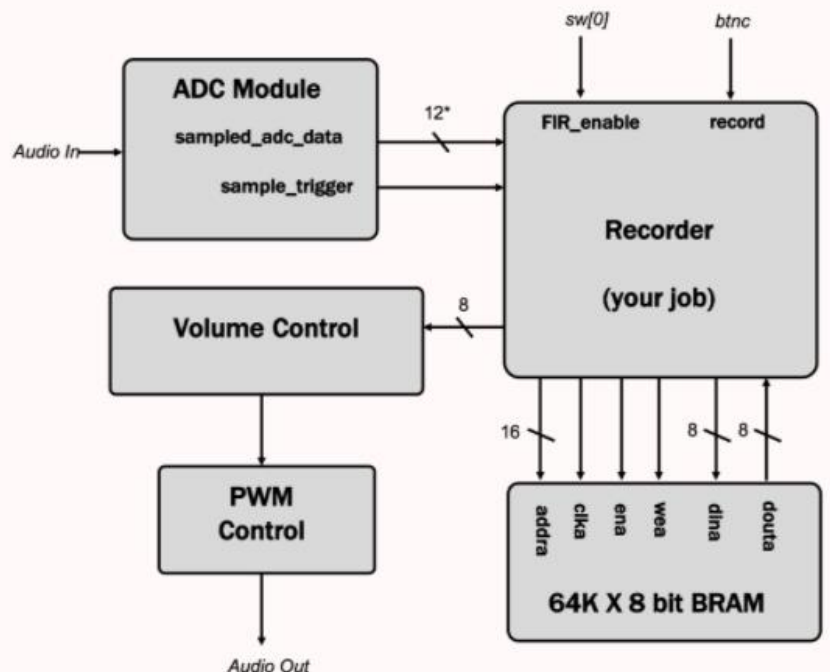 sw[0]
btnc
ADC Module
sampled_adc_data
sample_trigger
Audio In
12*
FIR_enable
record
Recorder
(your job)
Volume Control
8
16
8
8
PWM
Control
addra
clka
ena
wea
dina
douta
64K X 8 bit BRAM
Audio Out